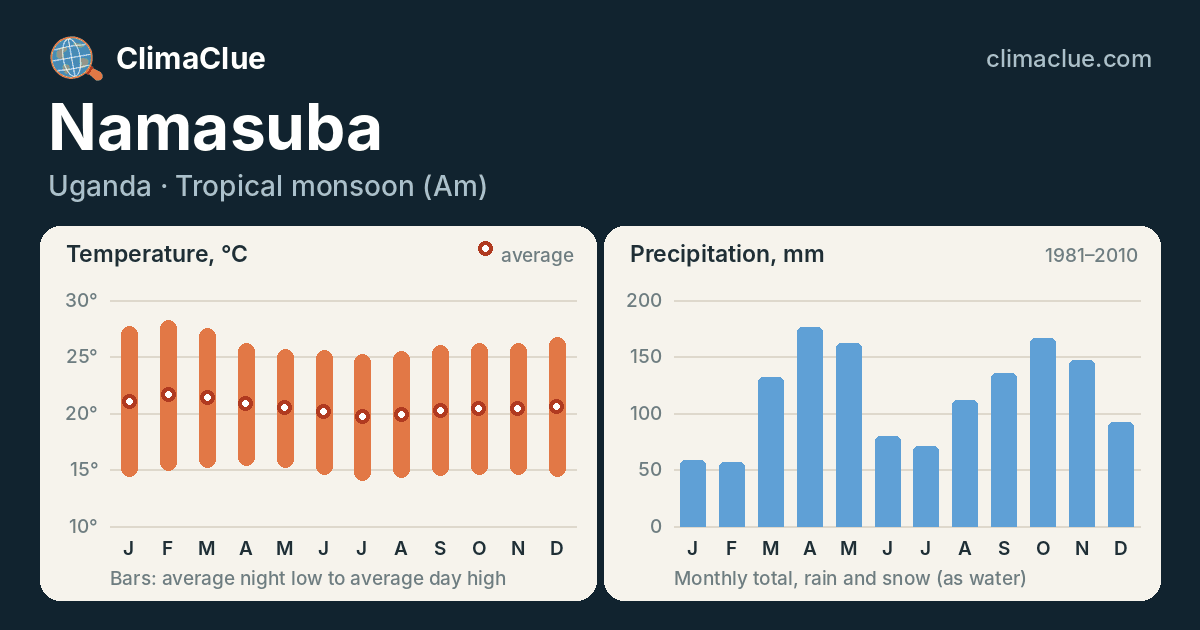 ClimaClue
climaclue.com
Namasuba
Uganda · Tropical monsoon (Am)
Temperature, °C
average
30°
25°
20°
15°
10°
J F M A M J J A S O N D
Bars: average night low to average day high
Precipitation, mm
1981–2010
200
150
100
50
0
J F M A M J J A S O N D
Monthly total, rain and snow (as water)